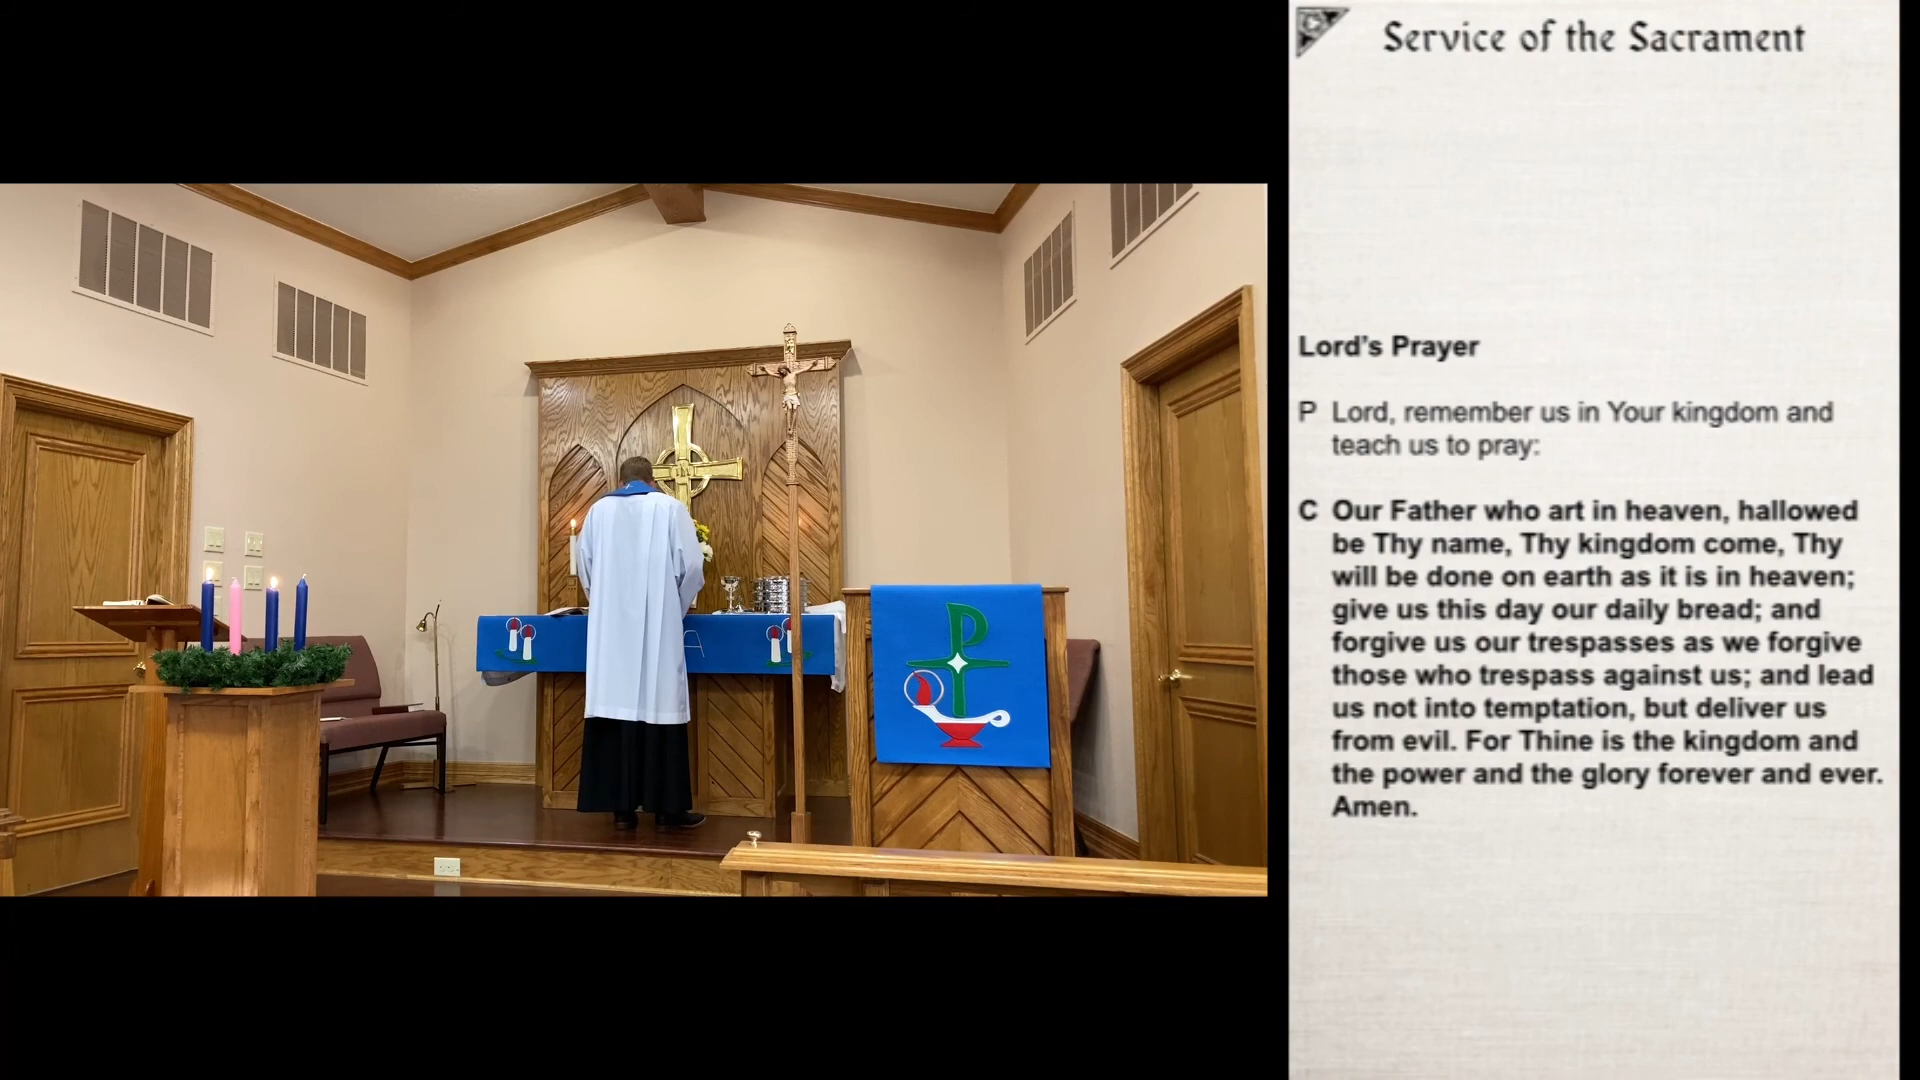 Service of the Sacrament
Lord's Prayer
P Lord, remember us in Your kingdom and
teach us to pray:
C Our Father who art in heaven, hallowed
be Thy name, Thy kingdom come, Thy
will be done on earth as it is in heaven;
give us this day our daily bread; and
forgive us our trespasses as we forgive
those who trespass against us; and lead
us not into temptation, but deliver us
from evil. For Thine is the kingdom and
the power and the glory forever and ever.
Amen.